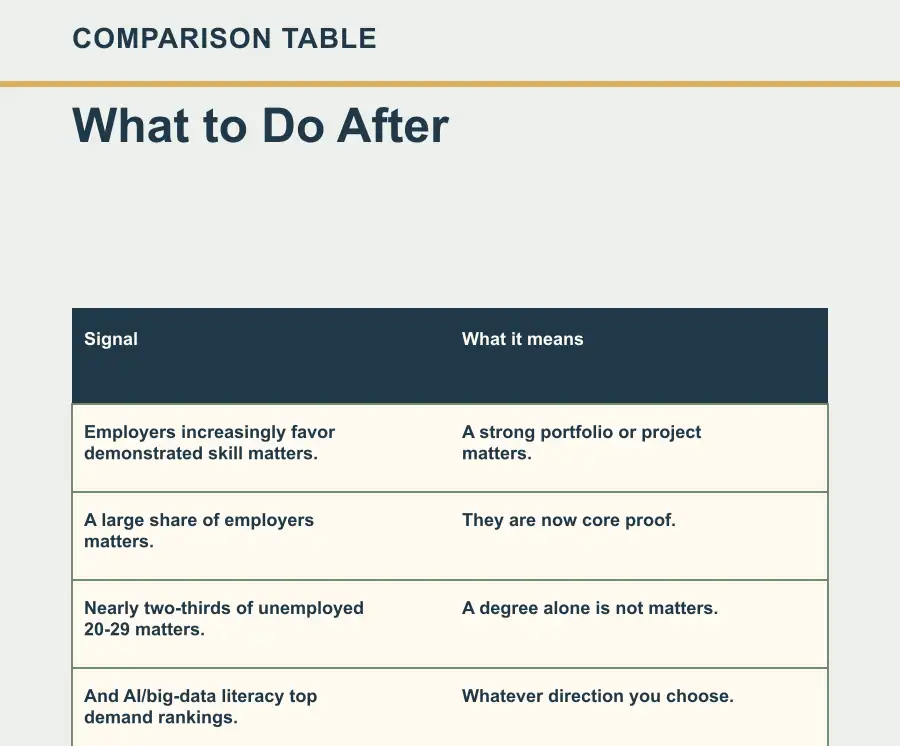 COMPARISON TABLE
What to Do After
Signal
What it means
Employers increasingly favor
demonstrated skill matters.
A strong portfolio or project
matters.
A large share of employers
matters.
They are now core proof.
Nearly two-thirds of unemployed
20-29 matters.
A degree alone is not matters.
And AI/big-data literacy top
demand rankings.
Whatever direction you choose.